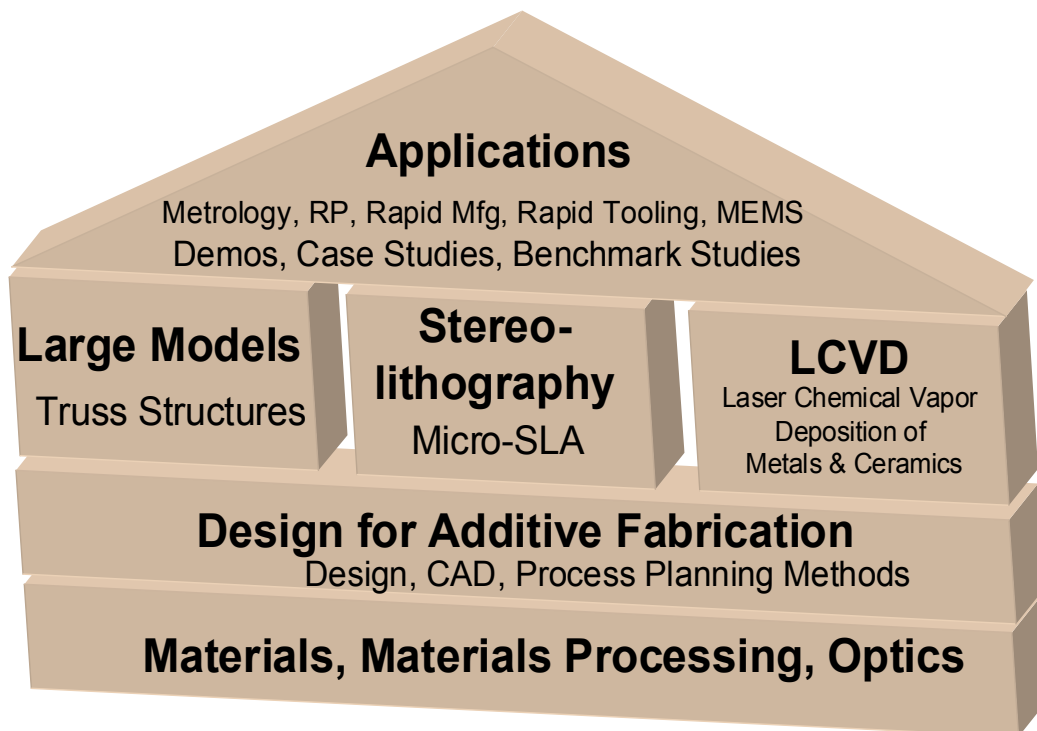 Applications
Metrology, RP, Rapid Mfg, Rapid Tooling, MEMS
Demos, Case Studies, Benchmark Studies
Large Models
Truss Structures
Stereo-
lithography
Micro-SLA
LCVD
Laser Chemical Vapor
Deposition of
Metals & Ceramics
Design for Additive Fabrication
Design, CAD, Process Planning Methods
Materials, Materials Processing, Optics